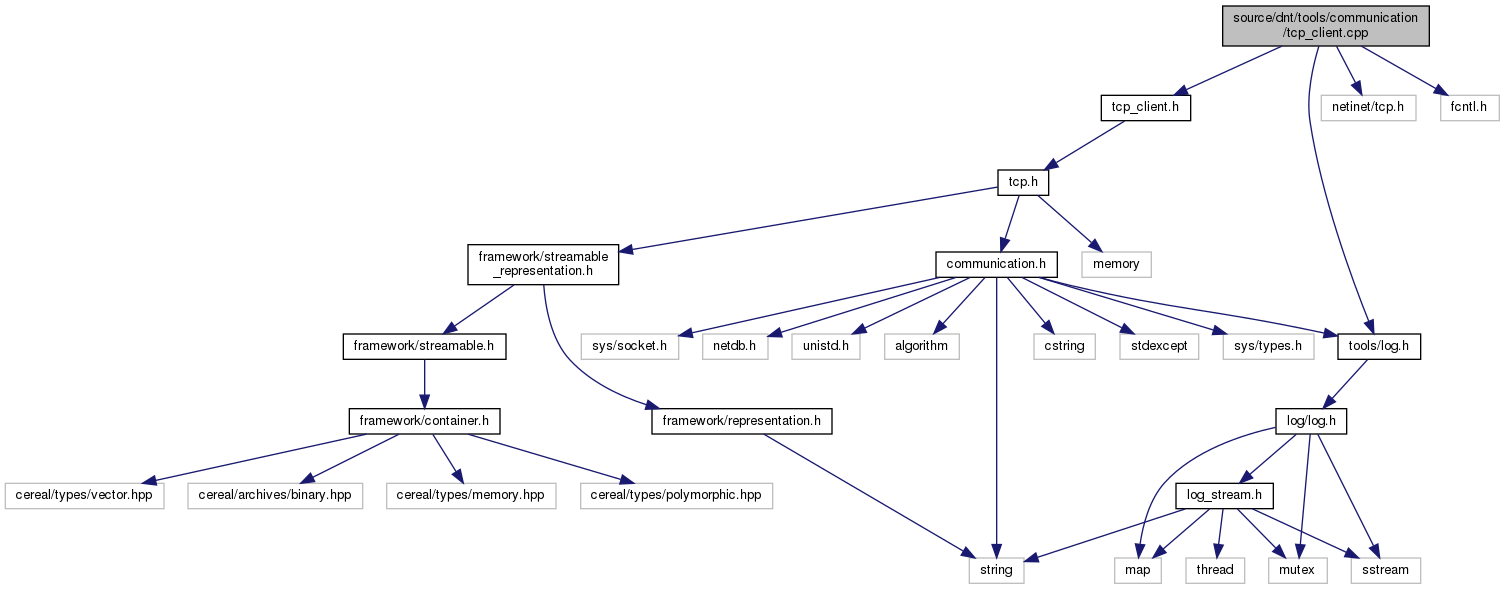 source/dnt/tools/communication
/tcp_client.cpp
tcp_client.h
netinet/tcp.h
fcntl.h
tcp.h
framework/streamable
_representation.h
communication.h
memory
framework/streamable.h
sys/socket.h
netdb.h
unistd.h
algorithm
cstring
stdexcept
sys/types.h
tools/log.h
framework/container.h
framework/representation.h
log/log.h
cereal/types/vector.hpp
cereal/archives/binary.hpp
cereal/types/memory.hpp
cereal/types/polymorphic.hpp
log_stream.h
string
map
thread
mutex
sstream